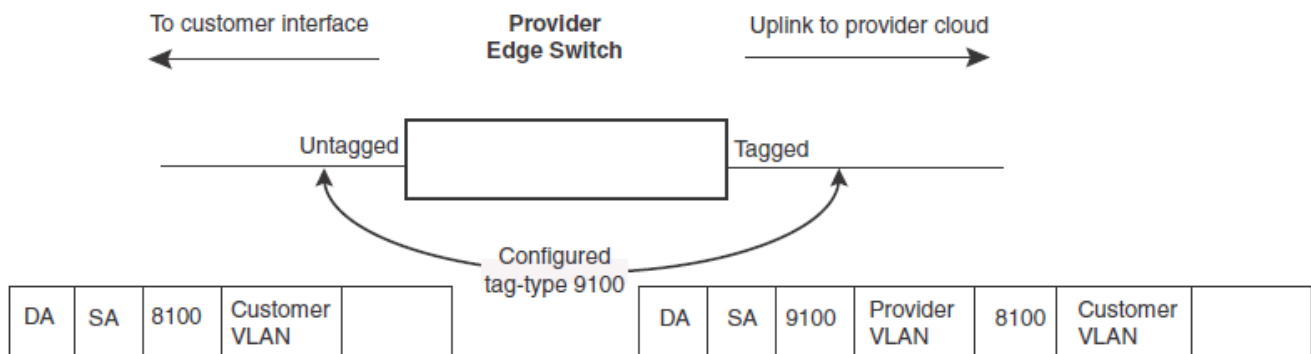 To customer interface
Provider
Edge Switch
Uplink to provider cloud
Untagged
Tagged
Configured
tag-type 9100
DA
SA
8100
Customer
VLAN
DA
SA
9100
Provider
VLAN
8100
Customer
VLAN